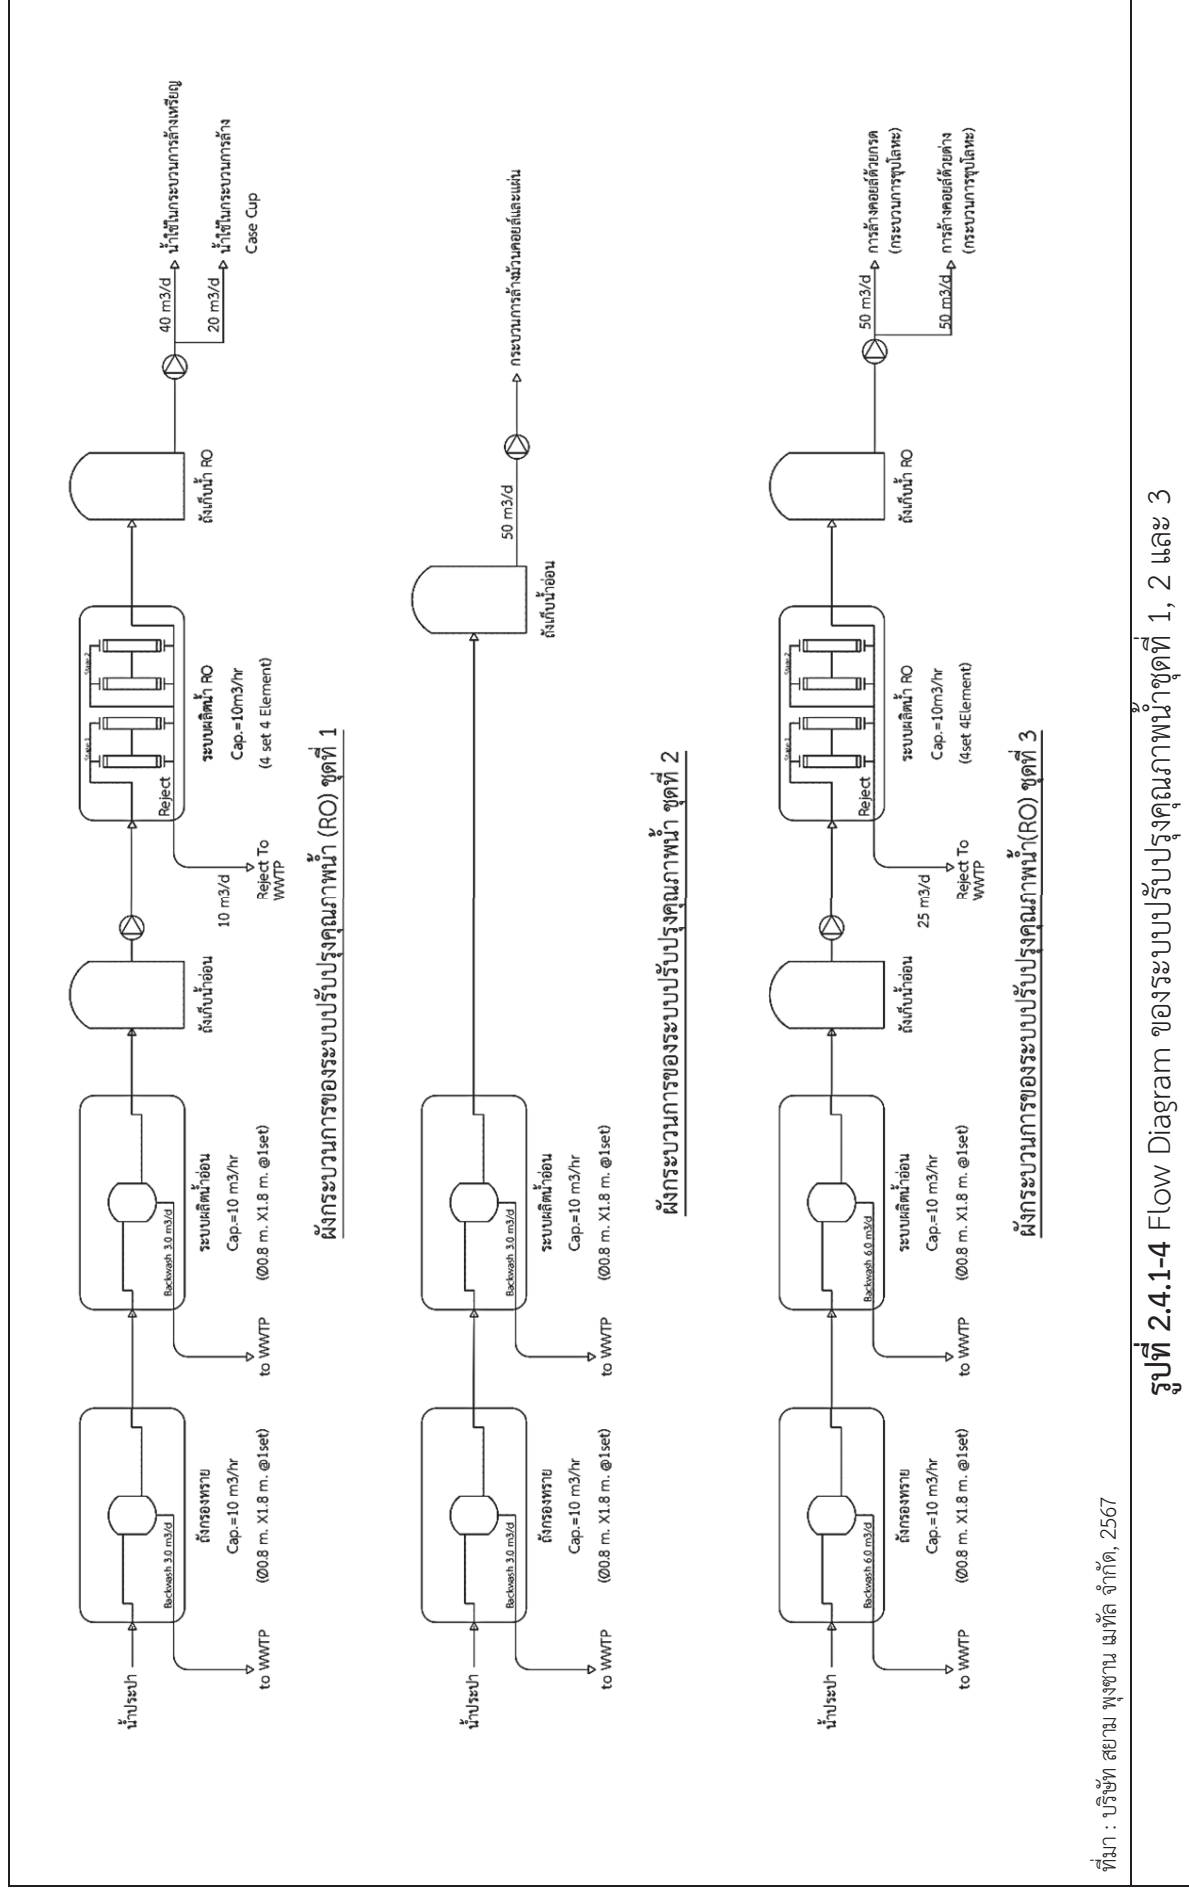 น้ำประปา
to WWTP
Backwash 3.0 m3/d
ถังกรองทราย
Cap.=10 m3/hr
(Ø0.8 m. X1.8 m. @1set)
to WWTP
Backwash 3.0 m3/d
ระบบผลิตน้ำอ่อน
Cap.=10 m3/hr
(Ø0.8 m. X1.8 m. @1set)
ถังเก็บน้ำอ่อน
10 m3/d
Reject To
WWTP
Reject
Stage 1
Stage 2
ระบบผลิตน้ำ RO
Cap.=10m3/hr
(4 set 4 Element)
ถังเก็บน้ำ RO
40 m3/d
น้ำใช้ในกระบวนการล้างเหรียญ
20 m3/d
น้ำใช้ในกระบวนการล้าง
Case Cup
ผังกระบวนการของระบบปรับปรุงคุณภาพน้ำ (RO) ชุดที่ 1
น้ำประปา
to WWTP
Backwash 3.0 m3/d
ถังกรองทราย
Cap.=10 m3/hr
(Ø0.8 m. X1.8 m. @1set)
to WWTP
Backwash 3.0 m3/d
ระบบผลิตน้ำอ่อน
Cap.=10 m3/hr
(Ø0.8 m. X1.8 m. @1set)
ถังเก็บน้ำอ่อน
50 m3/d
กระบวนการล้างม้วนคอยล์และแผ่น
ผังกระบวนการของระบบปรับปรุงคุณภาพน้ำ ชุดที่ 2
น้ำประปา
to WWTP
Backwash 6.0 m3/d
ถังกรองทราย
Cap.=10 m3/hr
(Ø0.8 m. X1.8 m. @1set)
to WWTP
Backwash 6.0 m3/d
ระบบผลิตน้ำอ่อน
Cap.=10 m3/hr
(Ø0.8 m. X1.8 m. @1set)
ถังเก็บน้ำอ่อน
25 m3/d
Reject To
WWTP
Reject
Stage 1
Stage 2
ระบบผลิตน้ำ RO
Cap.=10m3/hr
(4set 4Element)
ถังเก็บน้ำ RO
50 m3/d
การล้างคอยล์ด้วยกรด
(กระบวนการชุบโลหะ)
50 m3/d
การล้างคอยล์ด้วยด่าง
(กระบวนการชุบโลหะ)
ผังกระบวนการของระบบปรับปรุงคุณภาพน้ำ(RO) ชุดที่ 3
ที่มา : บริษัท สยาม พุงซาน เมทัล จำกัด, 2567
รูปที่ 2.4.1-4 Flow Diagram ของระบบปรับปรุงคุณภาพน้ำชุดที่ 1, 2 และ 3